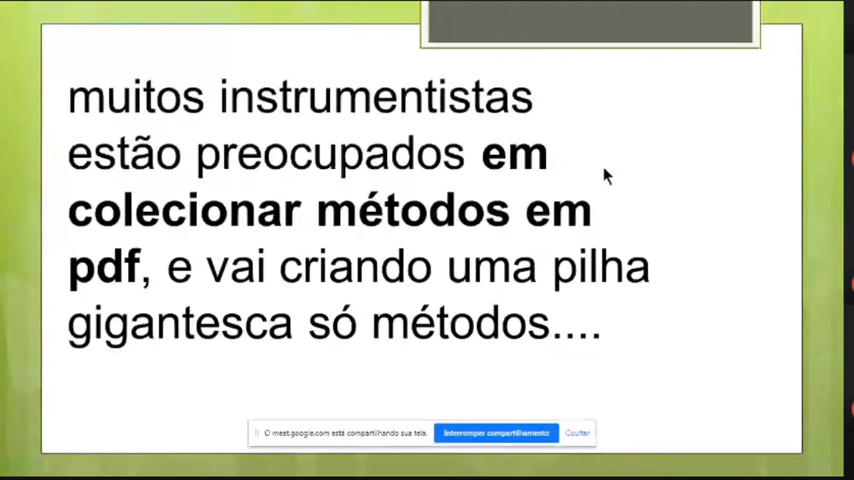 muitos instrumentistas
estão preocupados em
colecionar métodos em
pdf, e vai criando uma pilha
gigantesca só métodos....
O meet.google.com está compartilhando sua tela. Interromper compartilhamento Ocultar